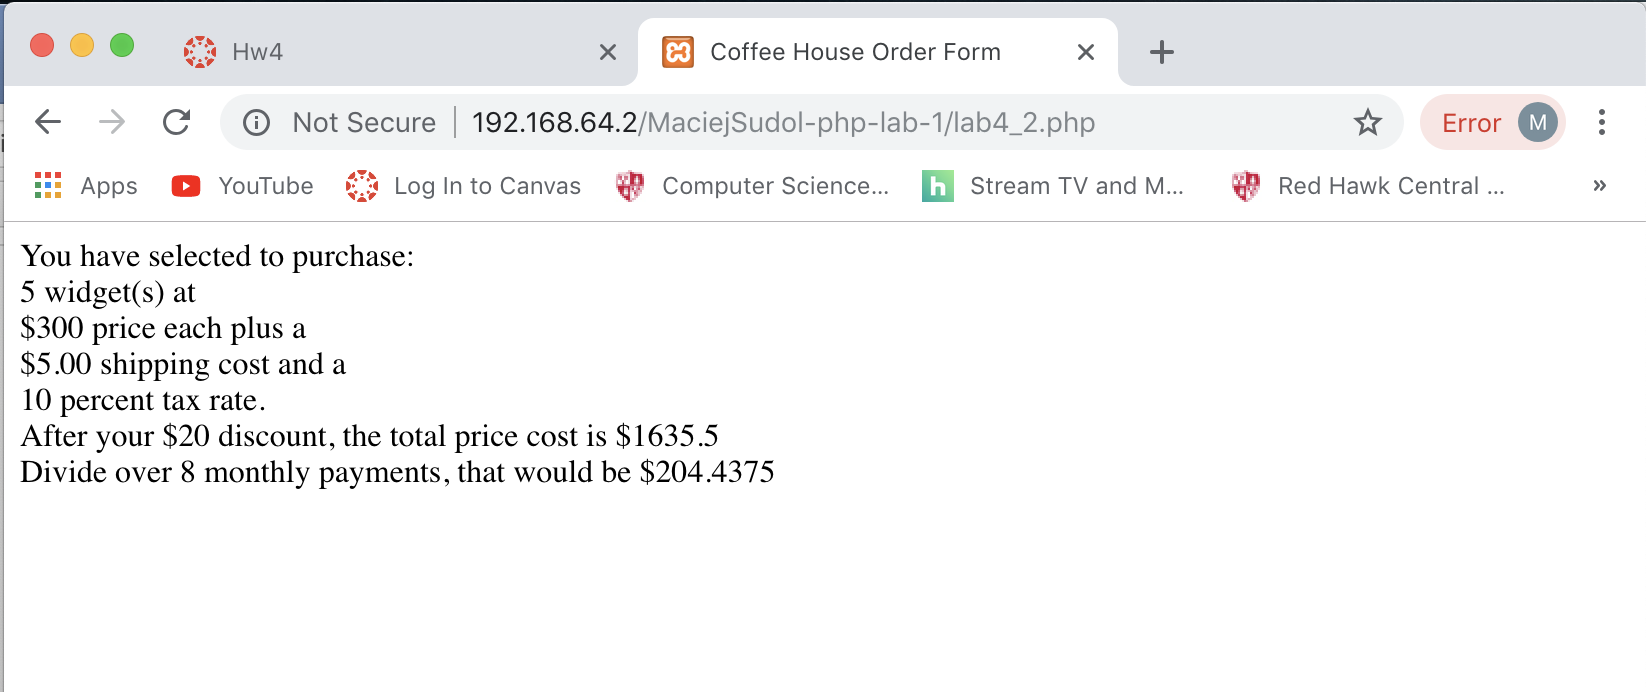 Hw4
Coffee House Order Form
Not Secure 192.168.64.2/MaciejSudol-php-lab-1/lab4_2.php Error M
Apps YouTube Log In to Canvas Computer Science... h Stream TV and M... Red Hawk Central ... »
You have selected to purchase:
5 widget(s) at
$300 price each plus a
$5.00 shipping cost and a
10 percent tax rate.
After your $20 discount, the total price cost is $1635.5
Divide over 8 monthly payments, that would be $204.4375